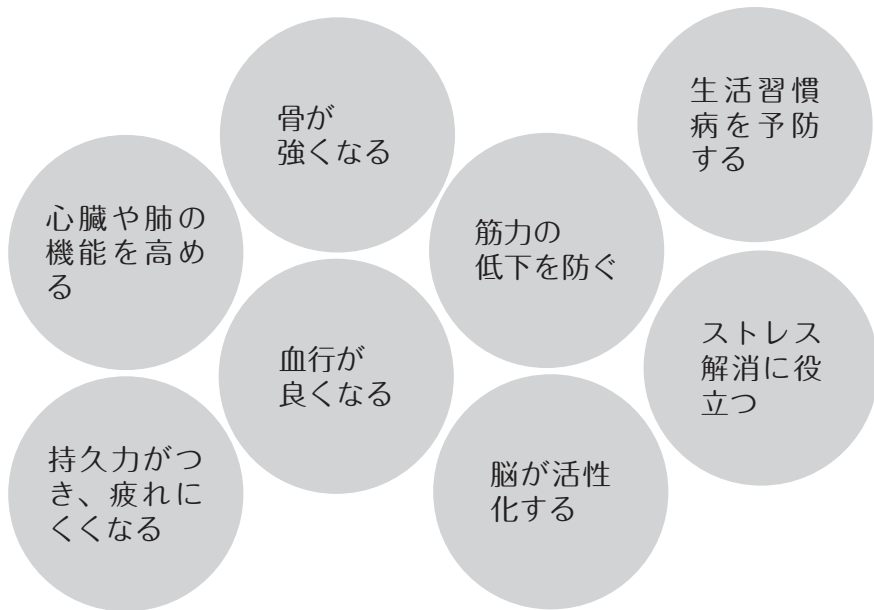 骨が
強くなる
生活習慣
病を予防
する
心臓や肺の
機能を高め
る
筋力の
低下を防ぐ
血行が
良くなる
ストレス
解消に役
立つ
持久力がつ
き、疲れに
くくなる
脳が活性
化する